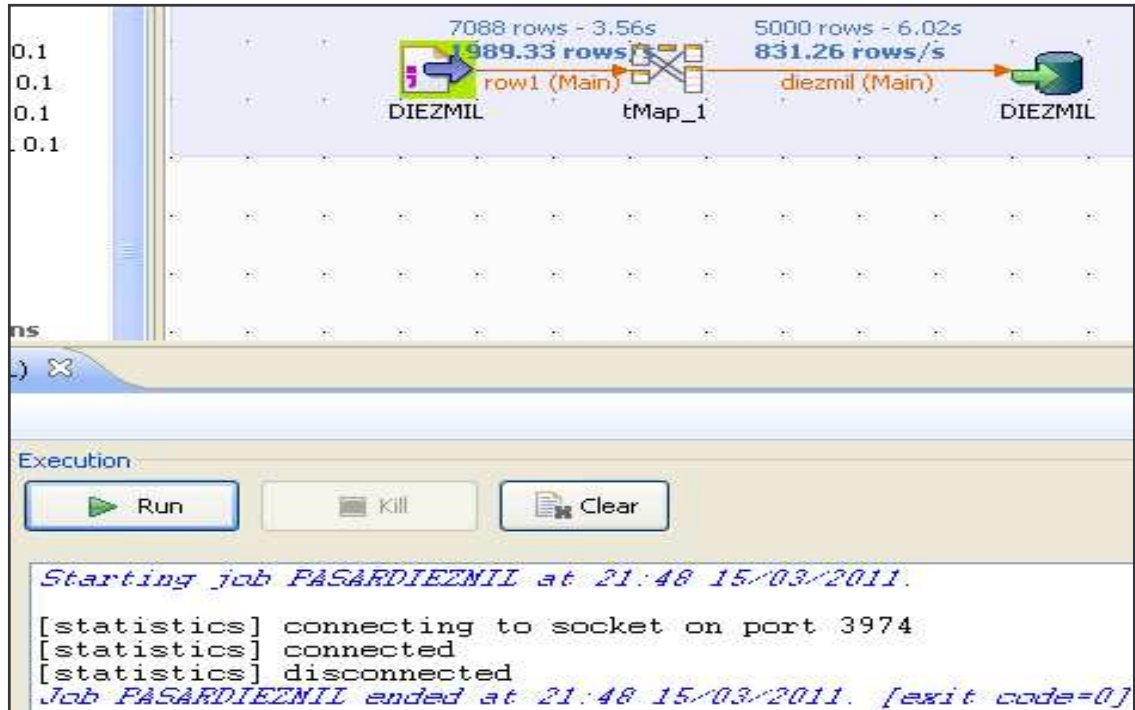 7088 rows - 3.56s
1989.33 rows/s
row1 (Main)
5000 rows - 6.02s
831.26 rows/s
diezmil (Main)
DIEZMIL
tMap_1
DIEZMIL
0.1
0.1
0.1
0.1
ns
.)
Execution
Run
Kill
Clear
Starting job PASARDIEZMIL at 21:48 15/03/2011.
[statistics] connecting to socket on port 3974
[statistics] connected
[statistics] disconnected
Job PASARDIEZMIL ended at 21:48 15/03/2011. [exit code=0]